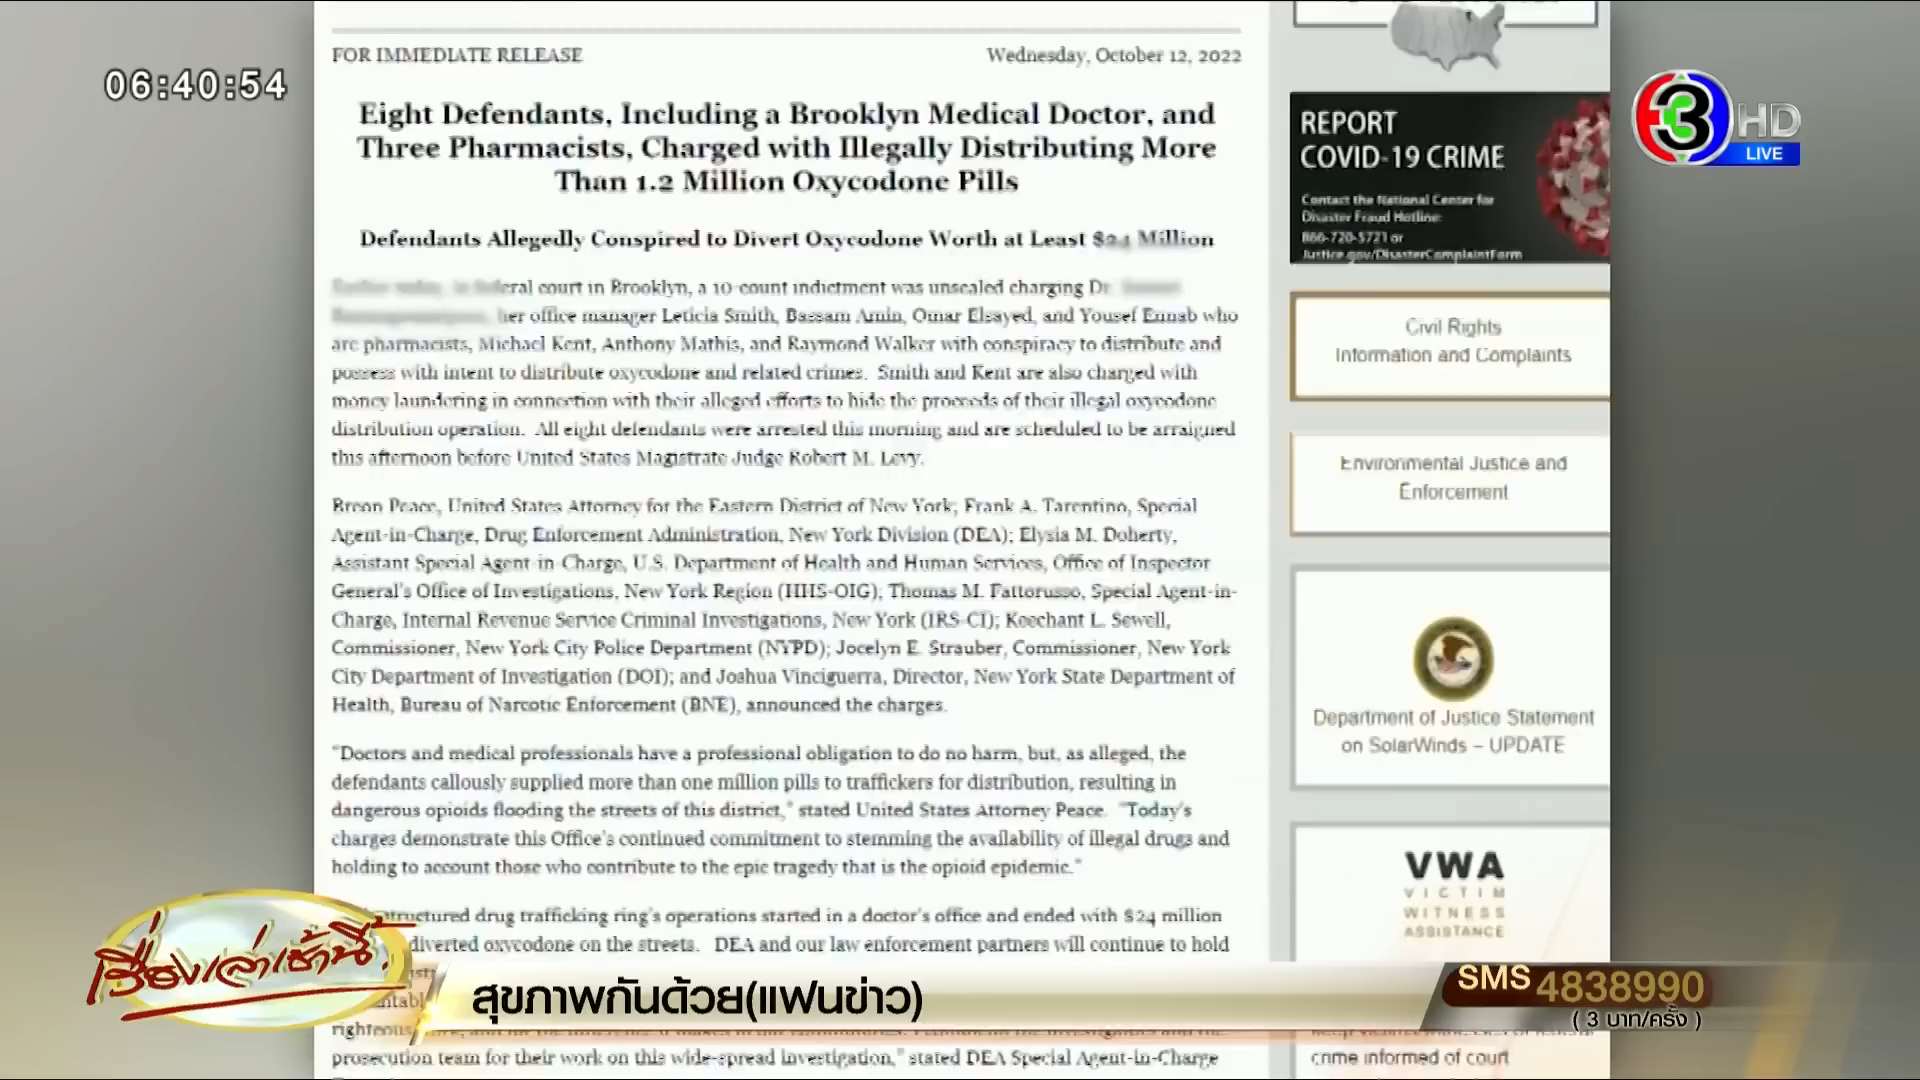 06:40:54
FOR IMMEDIATE RELEASE
Wednesday, October 12, 2022
Eight Defendants, Including a Brooklyn Medical Doctor, and
Three Pharmacists, Charged with Illegally Distributing More
Than 1.2 Million Oxycodone Pills
Defendants Allegedly Conspired to Divert Oxycodone Worth at Least $24 Million
eral court in Brooklyn, a 10-count indictment was unsealed charging Dr.
her office manager Leticia Smith, Bassam Amin, Omar Elsayed, and Yousef Ennab who
are pharmacists, Michael Kent, Anthony Mathis, and Raymond Walker with conspiracy to distribute and
possess with intent to distribute oxycodone and related crimes. Smith and Kent are also charged with
money laundering in connection with their alleged efforts to hide the proceeds of their illegal oxycodone
distribution operation. All eight defendants were arrested this morning and are scheduled to be arraigned
this afternoon before United States Magistrate Judge Robert M. Levy.
Breon Peace, United States Attorney for the Eastern District of New York; Frank A. Tarentino, Special
Agent-in-Charge, Drug Enforcement Administration, New York Division (DEA); Elysia M. Doherty,
Assistant Special Agent-in-Charge, U.S. Department of Health and Human Services, Office of Inspector
General's Office of Investigations, New York Region (HHS-OIG); Thomas M. Fattorusso, Special Agent-in-
Charge, Internal Revenue Service Criminal Investigations, New York (IRS-CI); Keechant L. Sewell,
Commissioner, New York City Police Department (NYPD); Jocelyn E. Strauber, Commissioner, New York
City Department of Investigation (DOI); and Joshua Vinciguerra, Director, New York State Department of
Health, Bureau of Narcotic Enforcement (BNE), announced the charges.
"Doctors and medical professionals have a professional obligation to do no harm, but, as alleged, the
defendants callously supplied more than one million pills to traffickers for distribution, resulting in
dangerous opioids flooding the streets of this district," stated United States Attorney Peace. "Today's
charges demonstrate this Office's continued commitment to stemming the availability of illegal drugs and
holding to account those who contribute to the epic tragedy that is the opioid epidemic."
structured drug trafficking ring's operations started in a doctor's office and ended with $24 million
diverted oxycodone on the streets. DEA and our law enforcement partners will continue to hold
prosecution team for their work on this wide-spread investigation," stated DEA Special Agent-in-Charge
REPORT
COVID-19 CRIME
Contact the National Center for
Disaster Fraud Hotline:
866-720-5721 or
Justice.gov/DisasterComplaintForm
Civil Rights
Information and Complaints
Environmental Justice and
Enforcement
Department of Justice Statement
on SolarWinds – UPDATE
VWA
VICTIM
WITNESS
ASSISTANCE
crime informed of court
3 HD
LIVE
เรื่องเล่าเช้านี้
สุขภาพกันด้วย(แฟนข่าว)
SMS 4838990
( 3 บาท/ครั้ง )